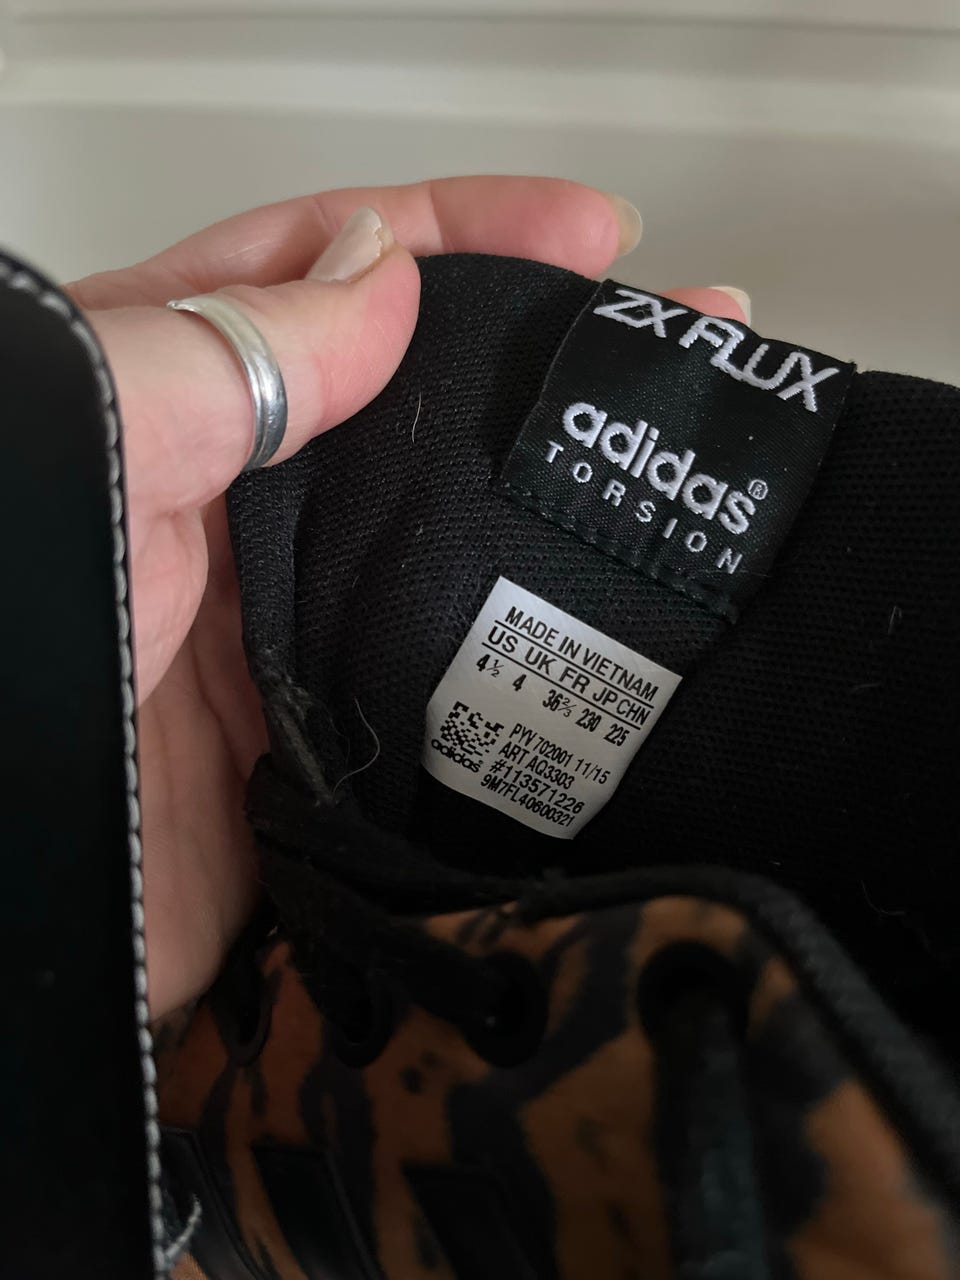 ZX FLUX
adidas®
TORSION
MADE IN VIETNAM
US UK FR JP CHN
4½ 4 36⅔ 230 225
PYV 702001 11/15
ART AQ3303
#113571226
9M7FL40600321
adidas